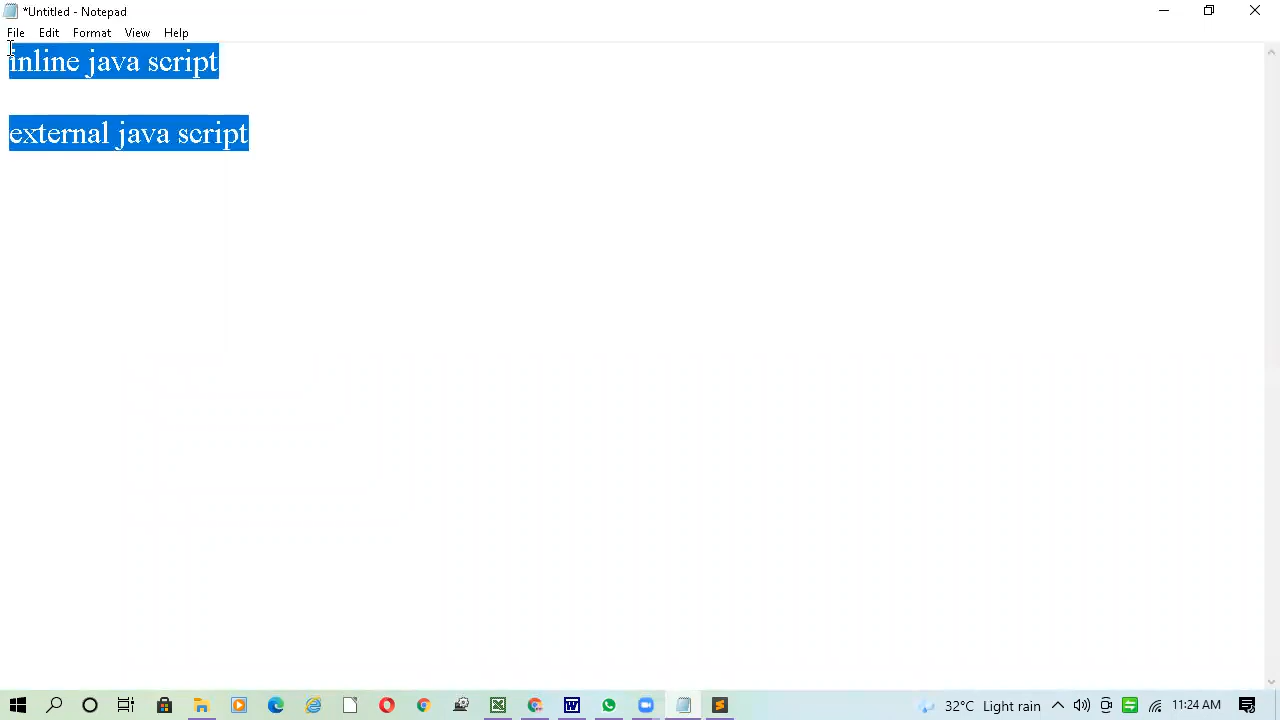 *Untitled - Notepad
File Edit Format View Help
inline java script
external java script
32°C Light rain 11:24 AM